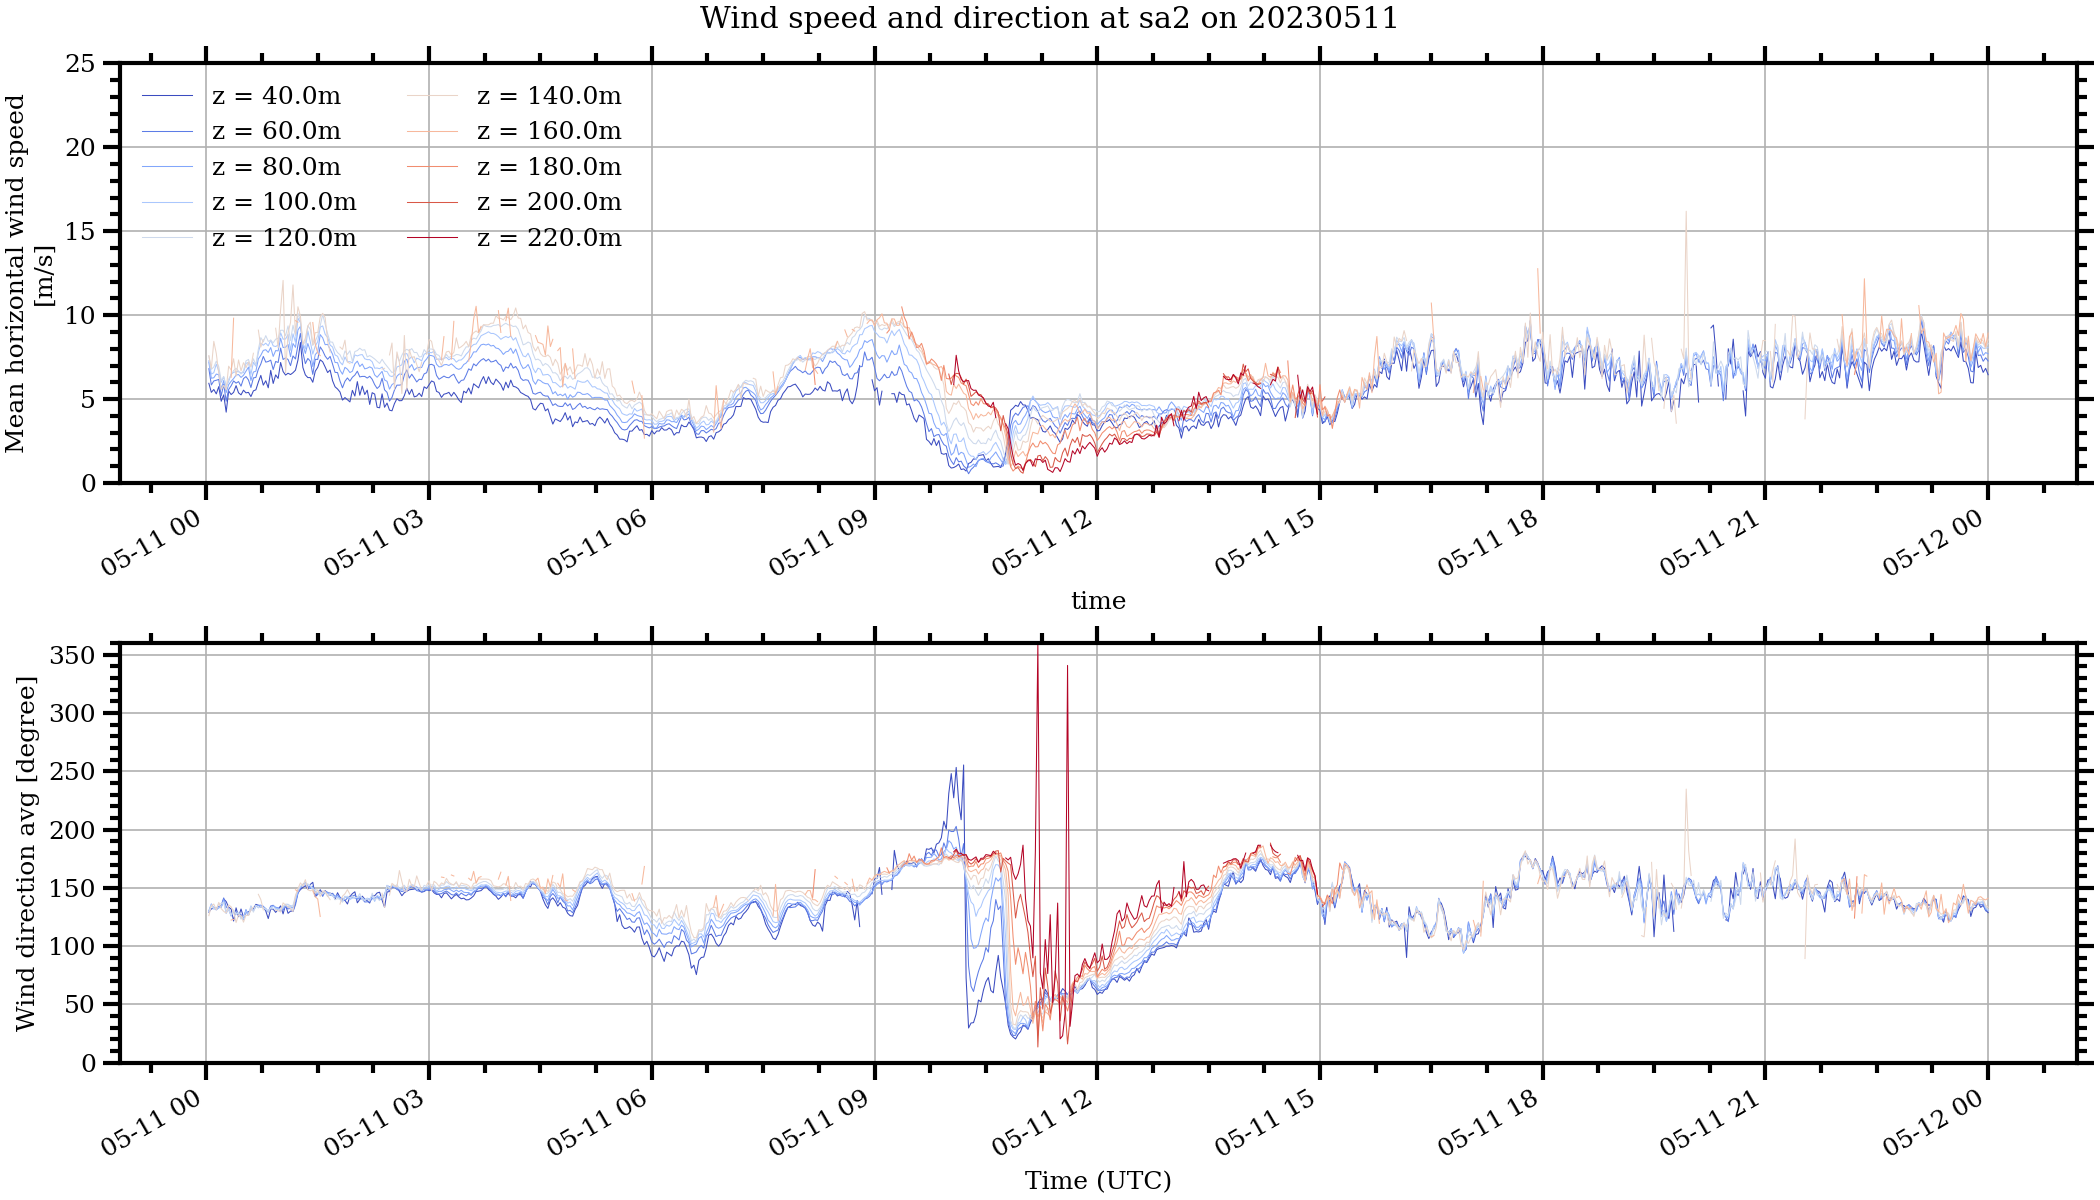 Wind speed and direction at sa2 on 20230511
Mean horizontal wind speed
[m/s]
25
20
15
10
5
0
z = 40.0m
z = 60.0m
z = 80.0m
z = 100.0m
z = 120.0m
z = 140.0m
z = 160.0m
z = 180.0m
z = 200.0m
z = 220.0m
05-11 00
05-11 03
05-11 06
05-11 09
05-11 12
05-11 15
05-11 18
05-11 21
05-12 00
time
Wind direction avg [degree]
350
300
250
200
150
100
50
0
05-11 00
05-11 03
05-11 06
05-11 09
05-11 12
05-11 15
05-11 18
05-11 21
05-12 00
Time (UTC)